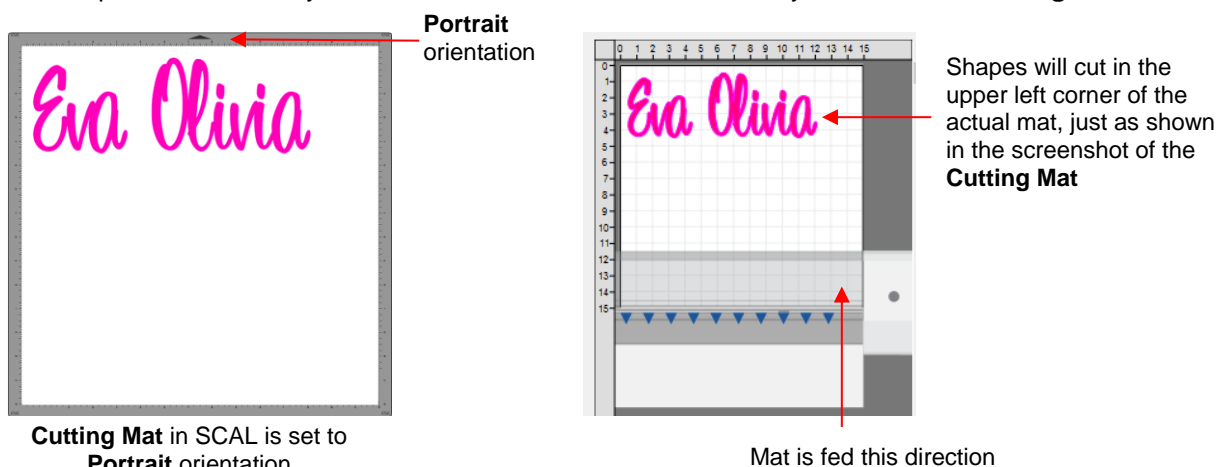 Portrait
orientation
Eva Olivia
Cutting Mat in SCAL is set to
Portrait orientation
0 1 2 3 4 5 6 7 8 9 10 11 12 13 14 15
0
1
2
3
4
5
6
7
8
9
10
11
12
13
14
15
Eva Olivia
Shapes will cut in the
upper left corner of the
actual mat, just as shown
in the screenshot of the
Cutting Mat
Mat is fed this direction